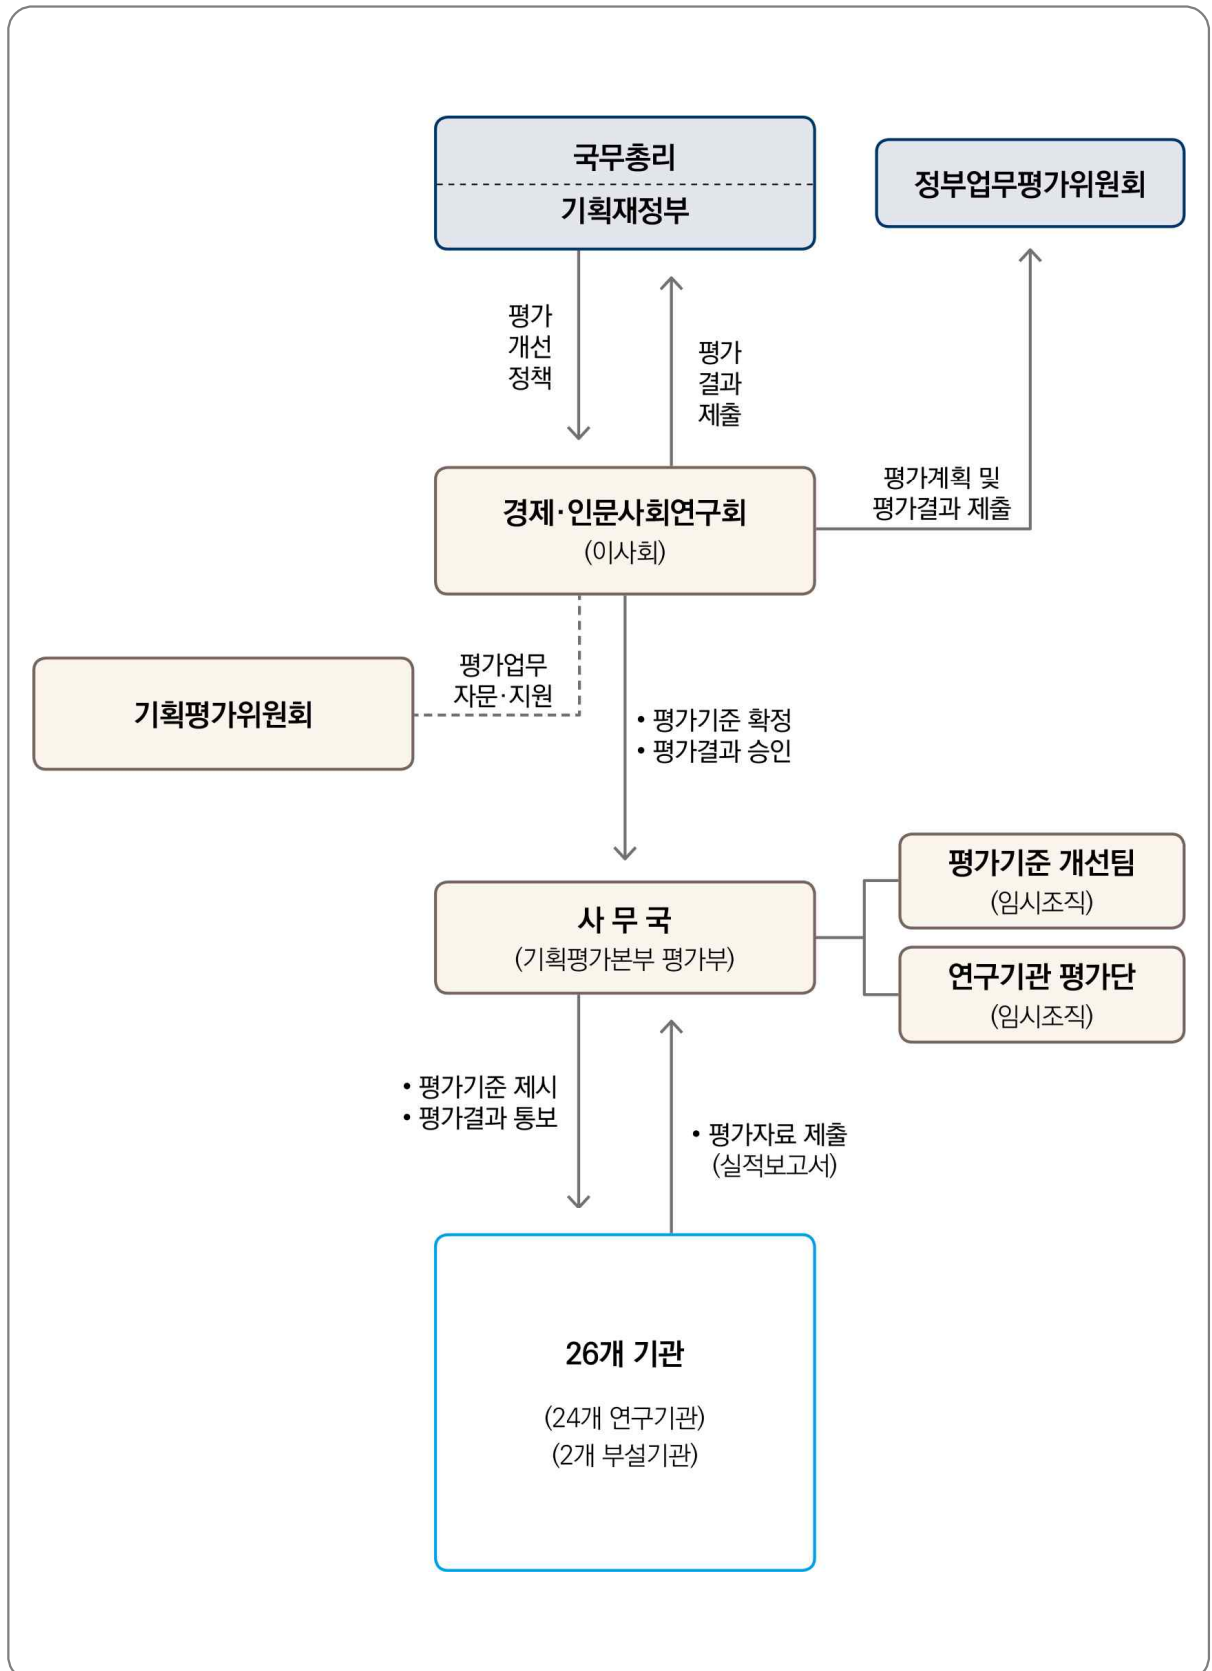 국무총리
기획재정부
정부업무평가위원회
평가
개선
정책
평가
결과
제출
경제·인문사회연구회
(이사회)
평가계획 및
평가결과 제출
기획평가위원회
평가업무
자문·지원
• 평가기준 확정
• 평가결과 승인
사 무 국
(기획평가본부 평가부)
평가기준 개선팀
(임시조직)
연구기관 평가단
(임시조직)
• 평가기준 제시
• 평가결과 통보
• 평가자료 제출
(실적보고서)
26개 기관
(24개 연구기관)
(2개 부설기관)